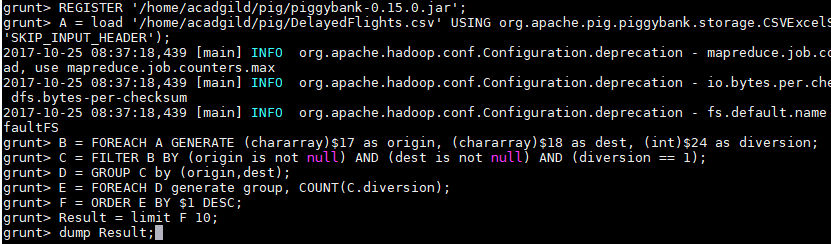 grunt> REGISTER '/home/acadgild/pig/piggybank-0.15.0.jar';
grunt> A = load '/home/acadgild/pig/DelayedFlights.csv' USING org.apache.pig.piggybank.storage.CSVExcelS
'SKIP_INPUT_HEADER');
2017-10-25 08:37:18,439 [main] INFO  org.apache.hadoop.conf.Configuration.deprecation - mapreduce.job.co
ad, use mapreduce.job.counters.max
2017-10-25 08:37:18,439 [main] INFO  org.apache.hadoop.conf.Configuration.deprecation - io.bytes.per.che
 dfs.bytes-per-checksum
2017-10-25 08:37:18,439 [main] INFO  org.apache.hadoop.conf.Configuration.deprecation - fs.default.name
faultFS
grunt> B = FOREACH A GENERATE (chararray)$17 as origin, (chararray)$18 as dest, (int)$24 as diversion;
grunt> C = FILTER B BY (origin is not null) AND (dest is not null) AND (diversion == 1);
grunt> D = GROUP C by (origin,dest);
grunt> E = FOREACH D generate group, COUNT(C.diversion);
grunt> F = ORDER E BY $1 DESC;
grunt> Result = limit F 10;
grunt> dump Result;